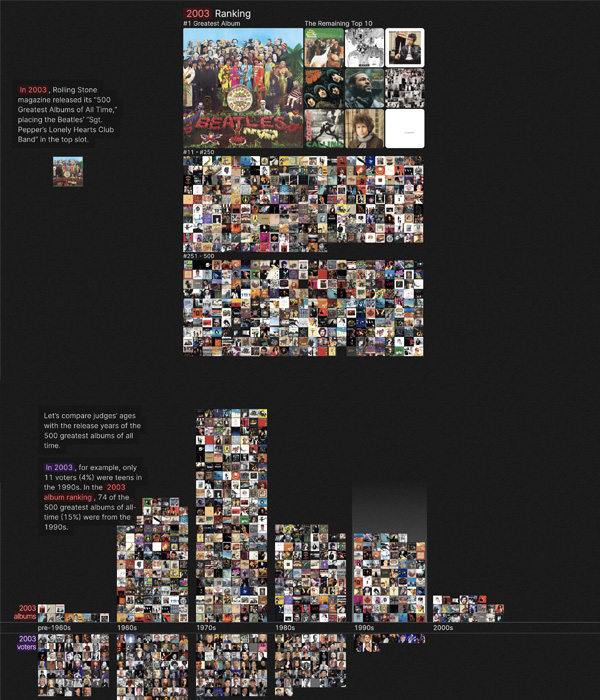 2003 Ranking
#1 Greatest Album
The Remaining Top 10
In 2003, Rolling Stone
magazine released its "500
Greatest Albums of All Time,"
placing the Beatles' "Sgt.
Pepper's Lonely Hearts Club
Band" in the top slot.
BEATLES
#11 - #250
#251 - 500
Let's compare judges' ages
with the release years of the
500 greatest albums of all
time.
In 2003, for example, only
11 voters (4%) were teens in
the 1990s. In the 2003
album ranking, 74 of the
500 greatest albums of all-
time (15%) were from the
1990s.
2003
albums
pre-1960s
1960s
1970s
1980s
1990s
2000s
2003
voters